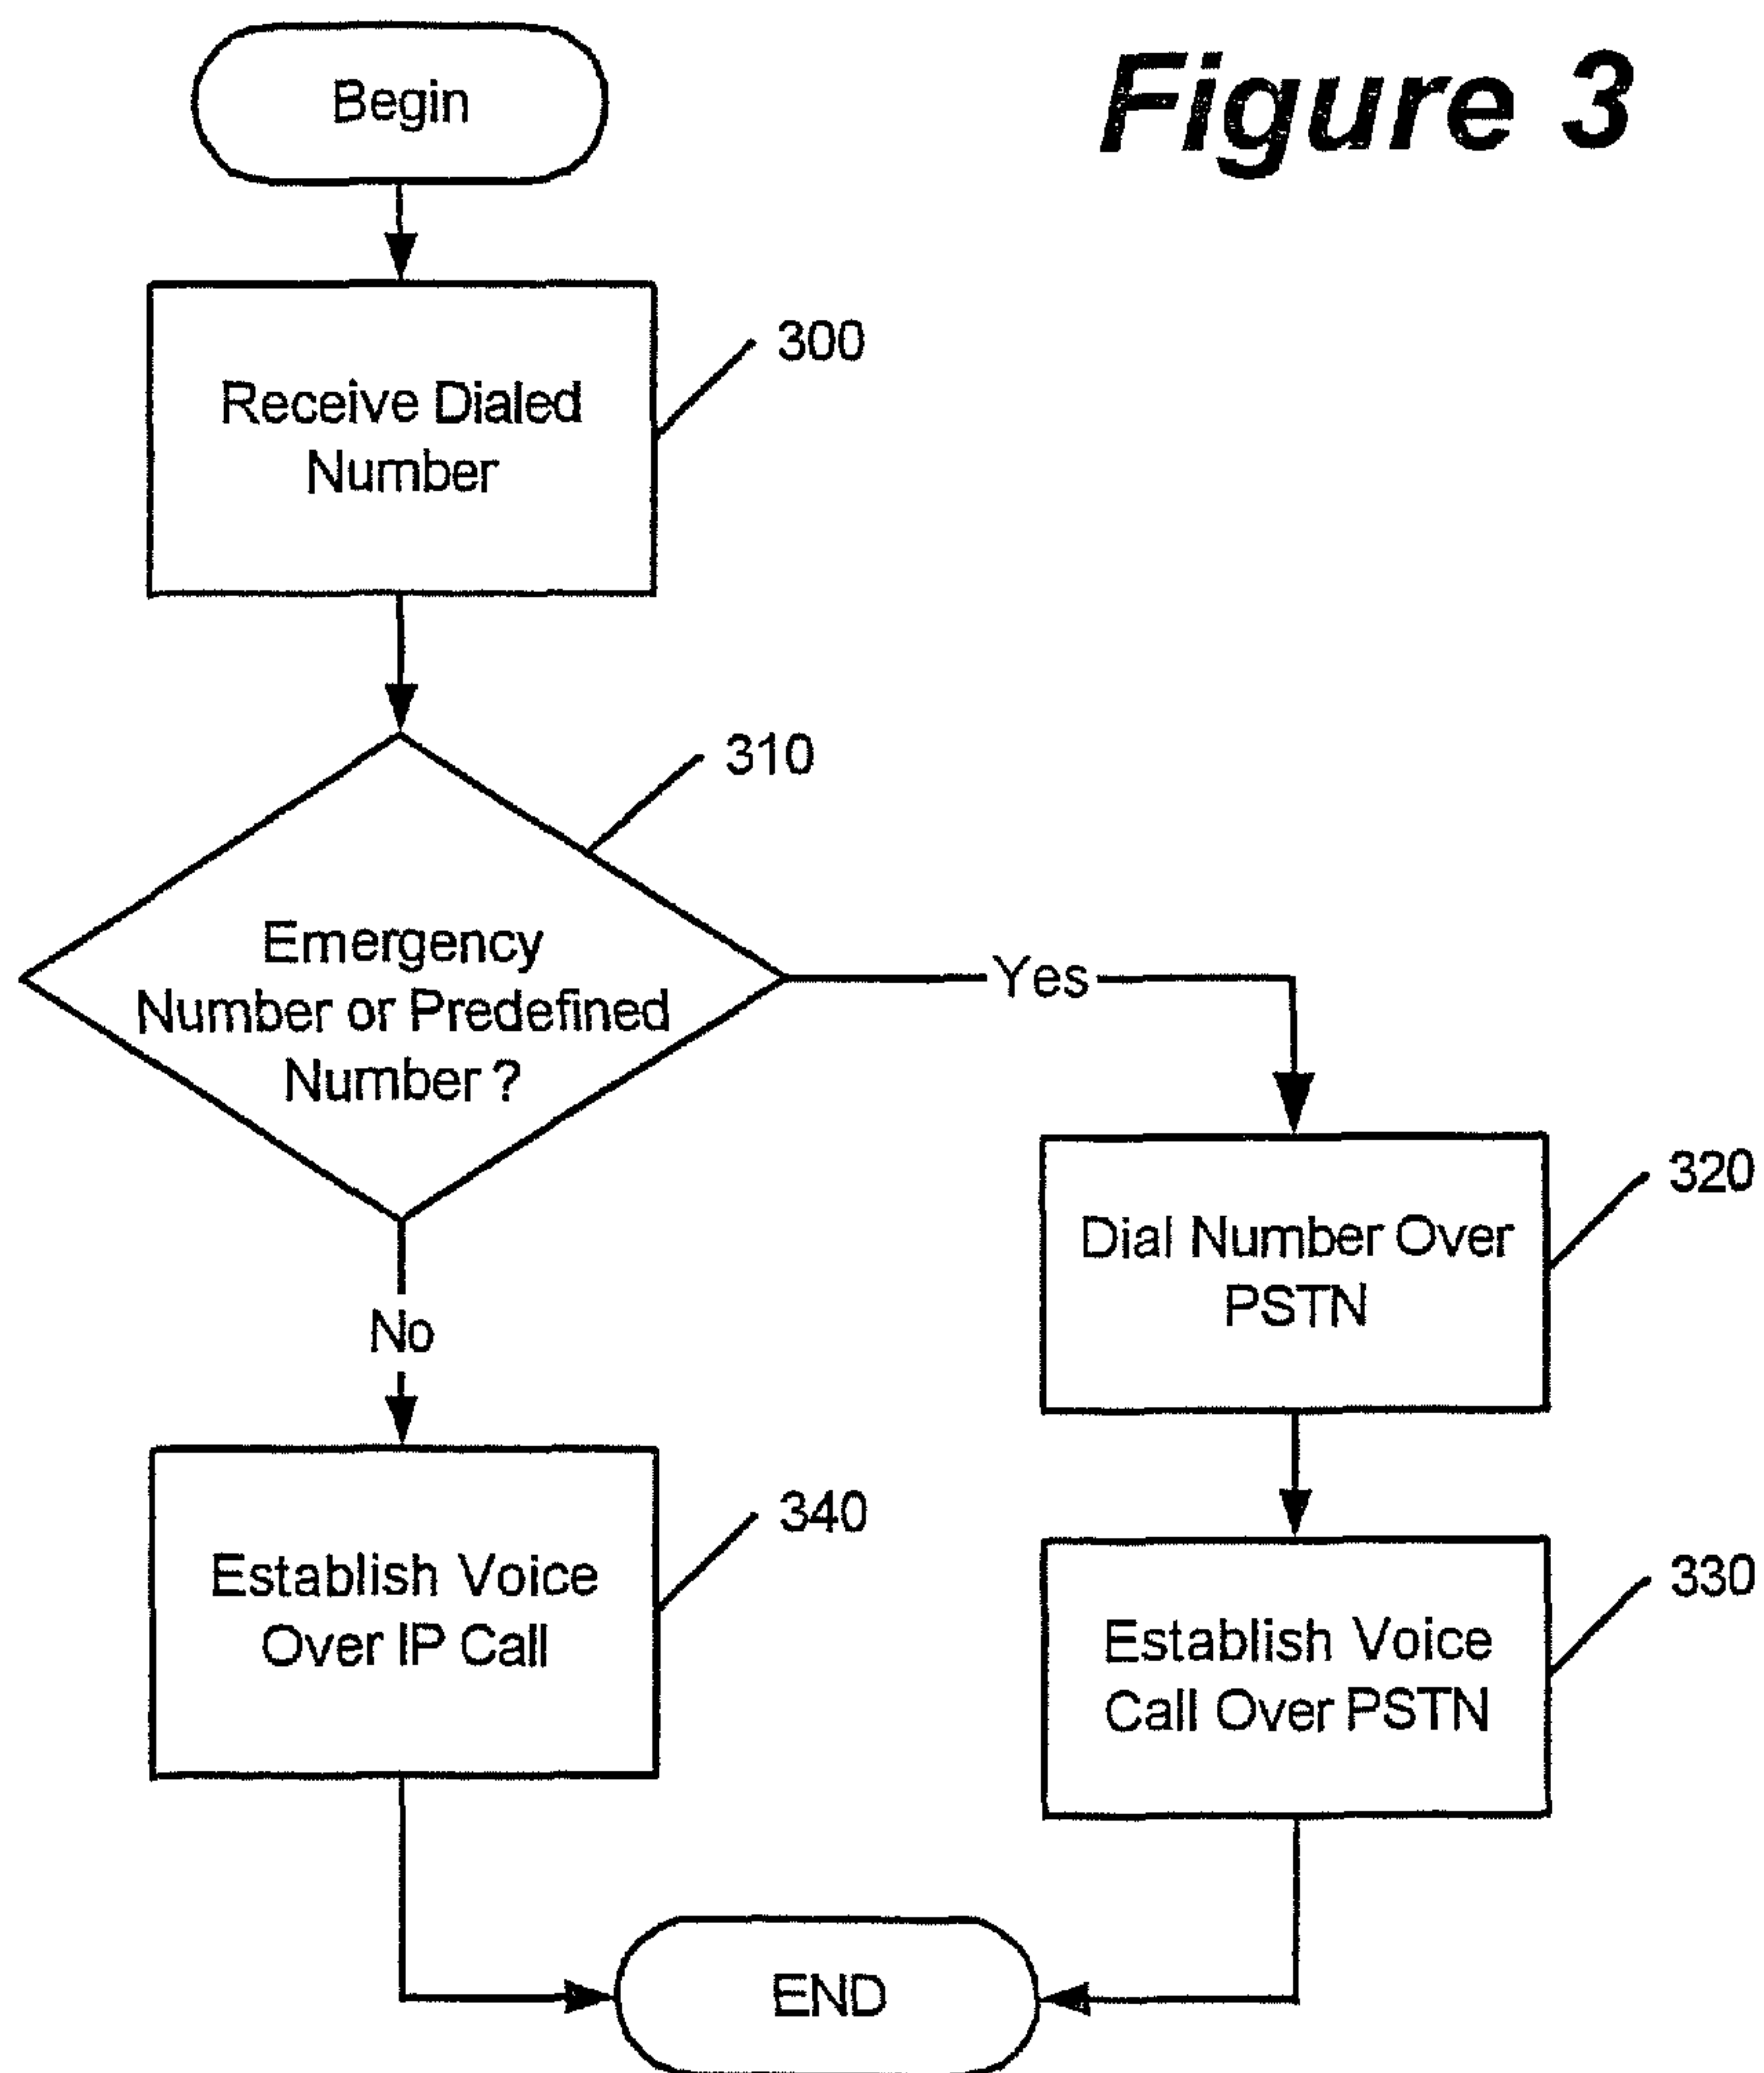 Figure 3
Begin
300
Receive Dialed
Number
310
Emergency
Number or Predefined
Number ?
Yes
No
320
Dial Number Over
PSTN
340
Establish Voice
Over IP Call
330
Establish Voice
Call Over PSTN
END